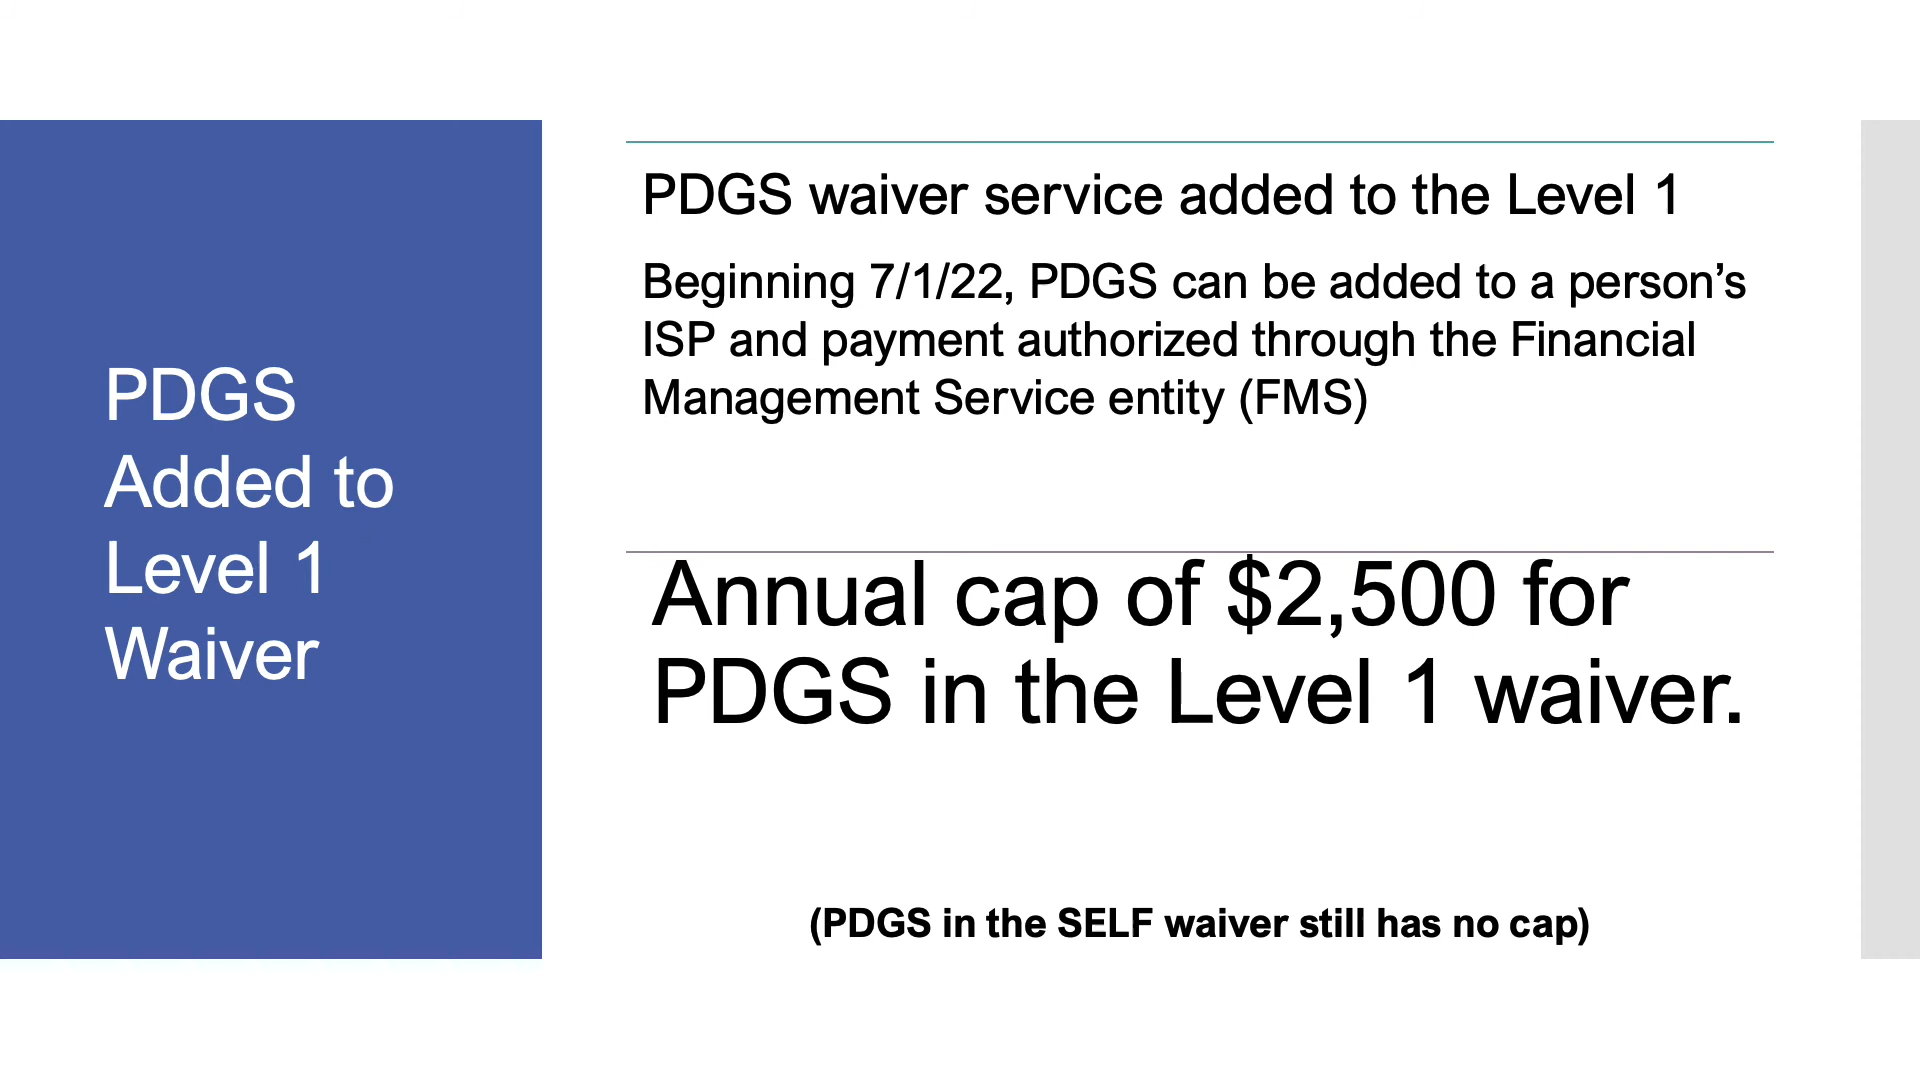 PDGS
Added to
Level 1
Waiver
PDGS waiver service added to the Level 1
Beginning 7/1/22, PDGS can be added to a person’s
ISP and payment authorized through the Financial
Management Service entity (FMS)
Annual cap of $2,500 for
PDGS in the Level 1 waiver.
(PDGS in the SELF waiver still has no cap)